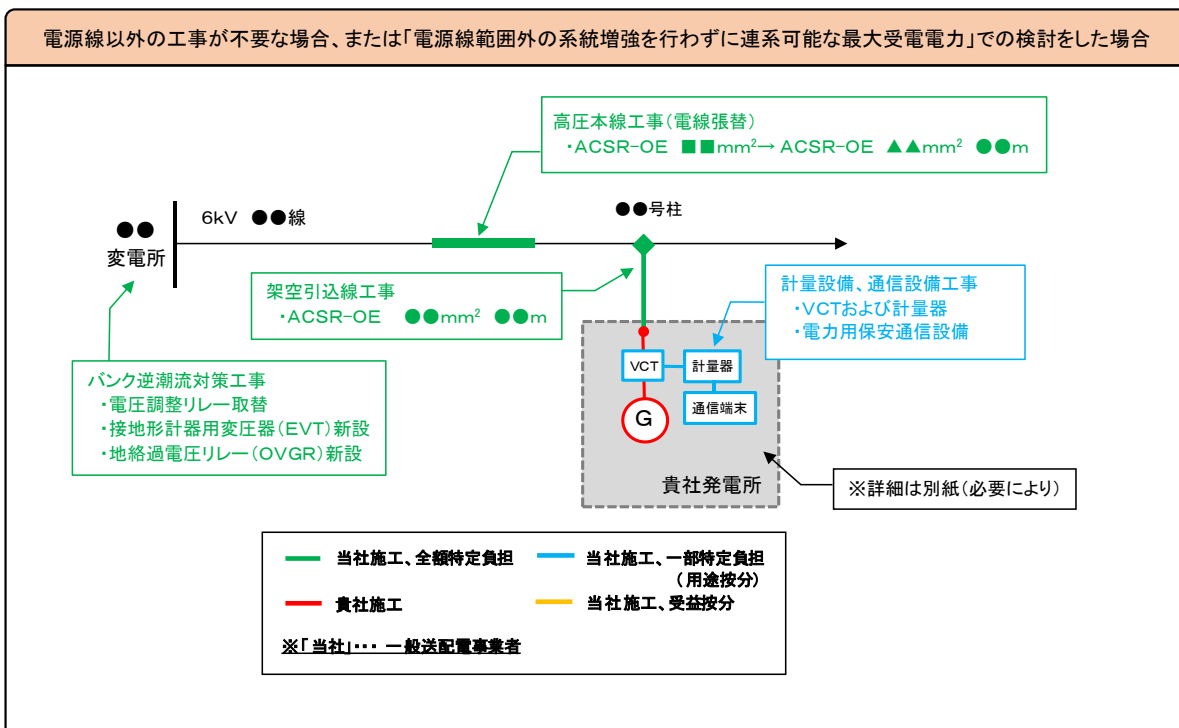 電源線以外の工事が不要な場合、または「電源線範囲外の系統増強を行わずに連系可能な最大受電電力」での検討をした場合
高圧本線工事(電線張替)
・ACSR-OE ■■mm²→ ACSR-OE ▲▲mm² ●●m
●●
変電所
6kV ●●線
●●号柱
架空引込線工事
・ACSR-OE ●●mm² ●●m
計量設備、通信設備工事
・VCTおよび計量器
・電力用保安通信設備
バンク逆潮流対策工事
・電圧調整リレー取替
・接地形計器用変圧器(EVT)新設
・地絡過電圧リレー(OVGR)新設
VCT
計量器
通信端末
G
貴社発電所
※詳細は別紙(必要により)
当社施工、全額特定負担
当社施工、一部特定負担
(用途按分)
貴社施工
当社施工、受益按分
※「当社」・・・ 一般送配電事業者